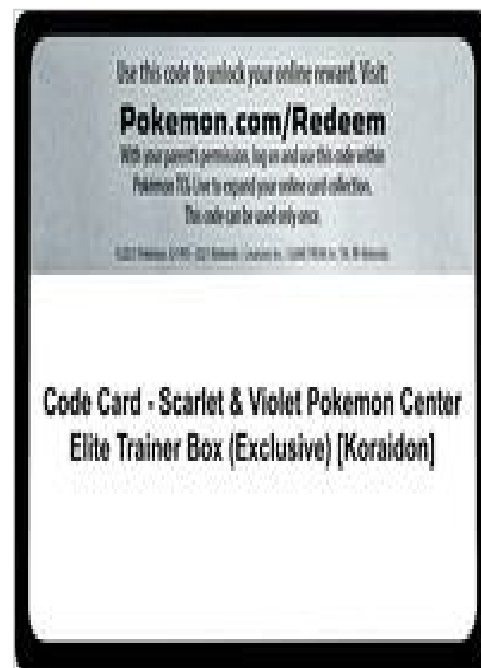 Use this code to unlock your online reward. Visit
Pokemon.com/Redeem
With your parent's permission, log on and use this code within
Pokémon TCG Live to expand your online card collection.
This code can be used only once.
Code Card - Scarlet & Violet Pokemon Center
Elite Trainer Box (Exclusive) [Koraidon]